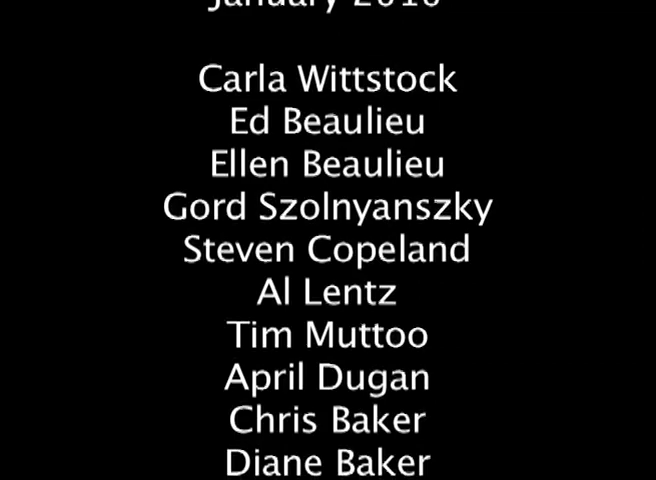 January 2010
Carla Wittstock
Ed Beaulieu
Ellen Beaulieu
Gord Szolnyanszky
Steven Copeland
Al Lentz
Tim Muttoo
April Dugan
Chris Baker
Diane Baker